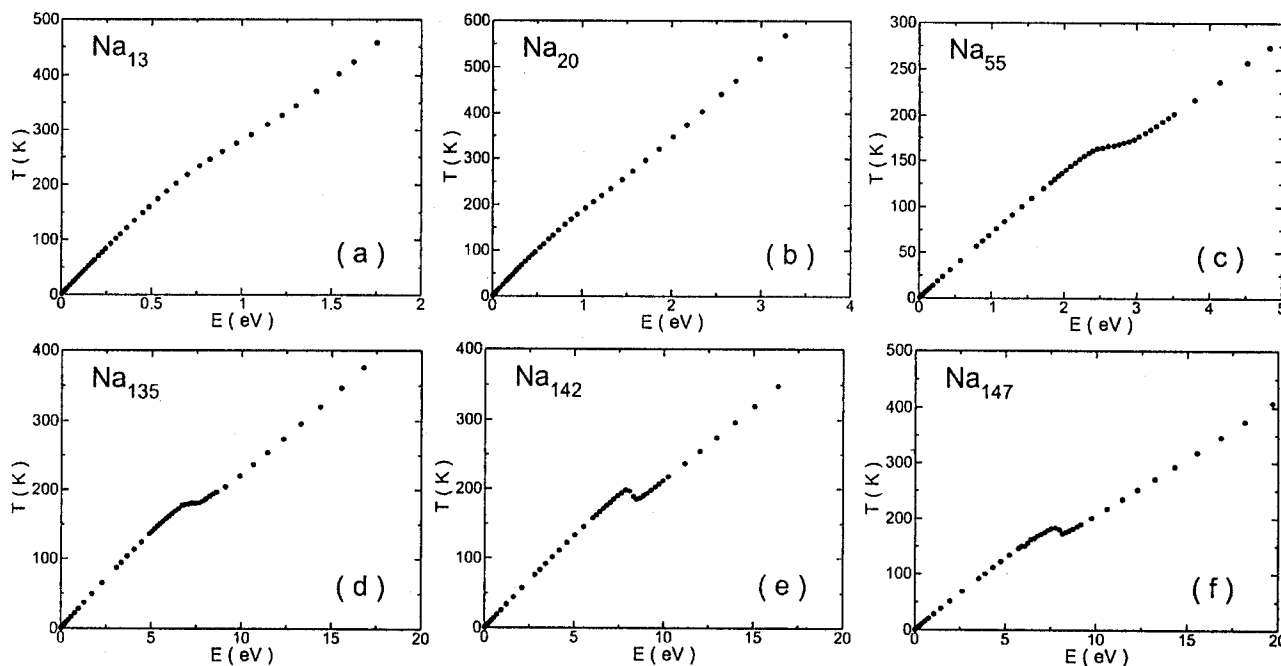 Na13
T ( K )
500
400
300
200
100
0
0
0.5
1
1.5
2
E ( eV )
( a )
Na20
T ( K )
600
500
400
300
200
100
0
0
1
2
3
4
E ( eV )
( b )
Na55
T ( K )
300
250
200
150
100
50
0
0
1
2
3
4
5
E ( eV )
( c )
Na135
T ( K )
400
300
200
100
0
0
5
10
15
20
E ( eV )
( d )
Na142
T ( K )
400
300
200
100
0
0
5
10
15
20
E ( eV )
( e )
Na147
T ( K )
500
400
300
200
100
0
0
5
10
15
20
E ( eV )
( f )